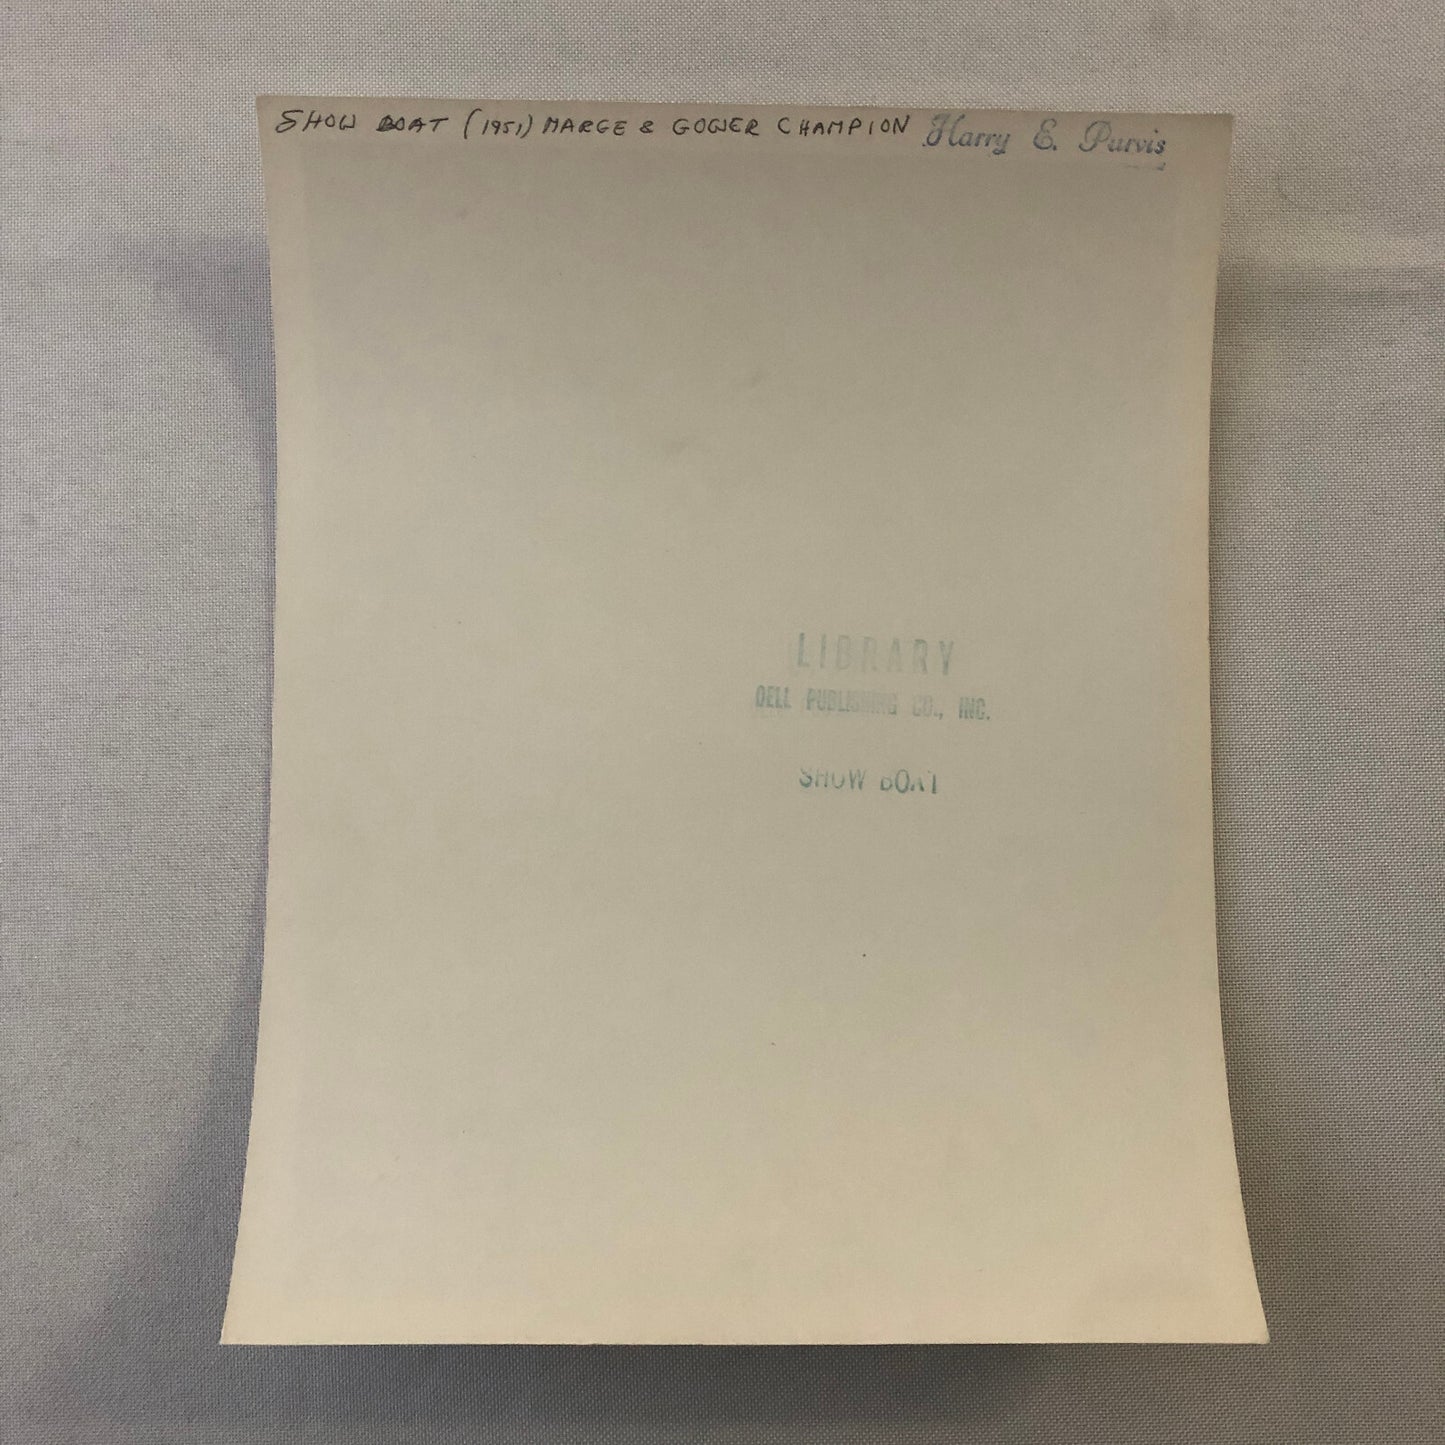 SHOW BOAT (1951) MARGE & GOWER CHAMPION Harry E. Purvis
LIBRARY
DELL PUBLISHING CO., INC.
SHOW BOAT